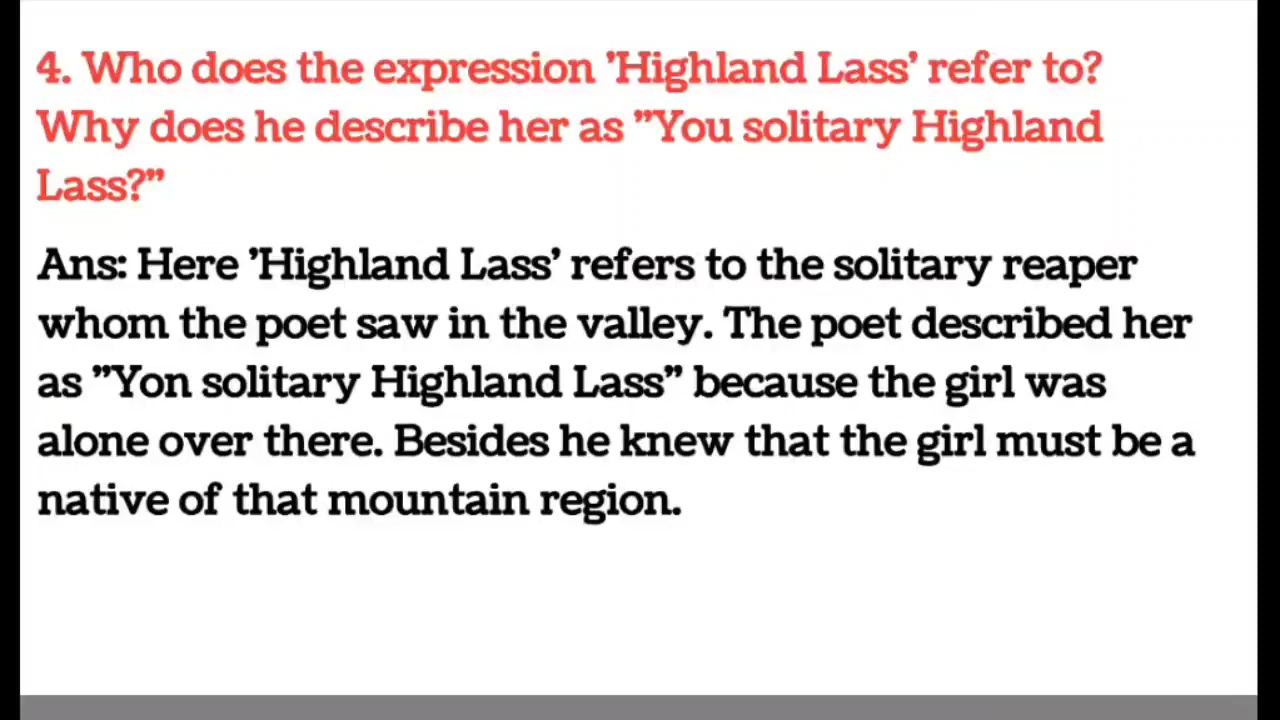 4. Who does the expression ’Highland Lass’ refer to?
Why does he describe her as ”You solitary Highland
Lass?”
Ans: Here ’Highland Lass’ refers to the solitary reaper
whom the poet saw in the valley. The poet described her
as ”Yon solitary Highland Lass” because the girl was
alone over there. Besides he knew that the girl must be a
native of that mountain region.